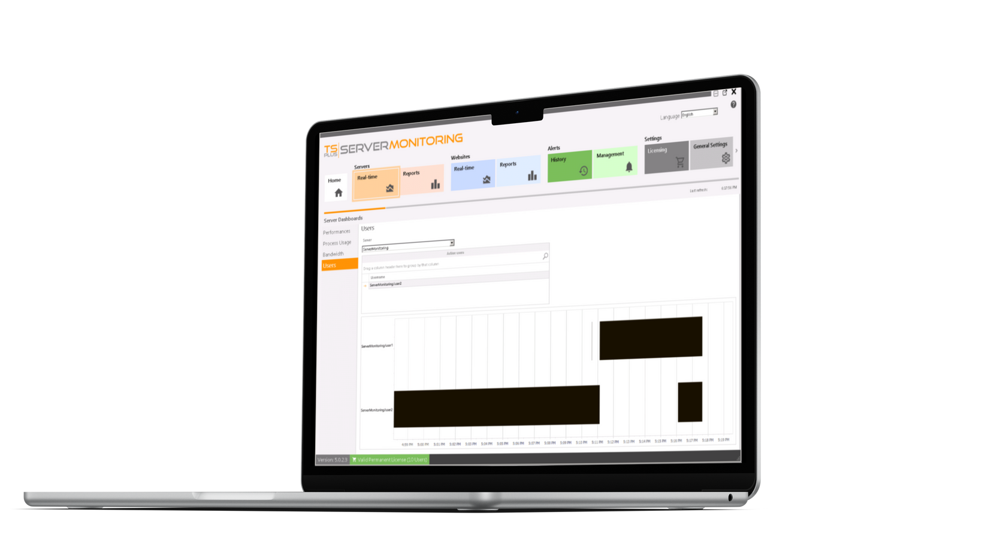 Language English
TS PLUS SERVERMONITORING
Servers
Websites
Alerts
Settings
Home
Real-time
Reports
Real-time
Reports
History
Management
Licensing
General Settings
Last refresh:
Server Dashboards
Performances
Process Usage
Bandwidth
Users
Users
Server
ServerMonitoring
Active users
Drag a column header here to group by that column
Username
ServerMonitoring/user2
ServerMonitoring/user1
ServerMonitoring/user2
4:59 PM 5:00 PM 5:01 PM 5:02 PM 5:03 PM 5:04 PM 5:05 PM 5:06 PM 5:07 PM 5:08 PM 5:09 PM 5:10 PM 5:11 PM 5:12 PM 5:13 PM 5:14 PM 5:15 PM 5:16 PM 5:17 PM 5:18 PM 5:19 PM
Version: 5.0.2.3 Valid Permanent License (10 Users)